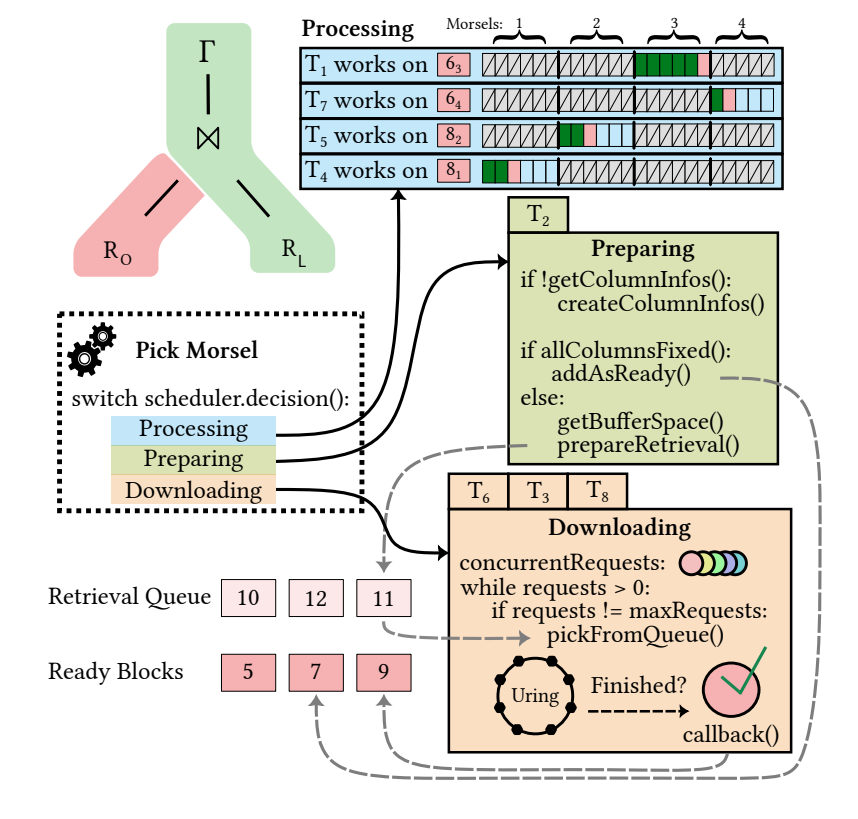 Γ
⋈
R_O
R_L
Processing Morsels: 1 2 3 4
T_1 works on 6_3
T_7 works on 6_4
T_5 works on 8_2
T_4 works on 8_1
T_2
Preparing
if !getColumnInfos():
createColumnInfos()
if allColumnsFixed():
addAsReady()
else:
getBufferSpace()
prepareRetrieval()
Pick Morsel
switch scheduler.decision():
Processing
Preparing
Downloading
T_6 T_3 T_8
Downloading
concurrentRequests:
while requests > 0:
if requests != maxRequests:
pickFromQueue()
Uring
Finished?
callback()
Retrieval Queue 10 12 11
Ready Blocks 5 7 9